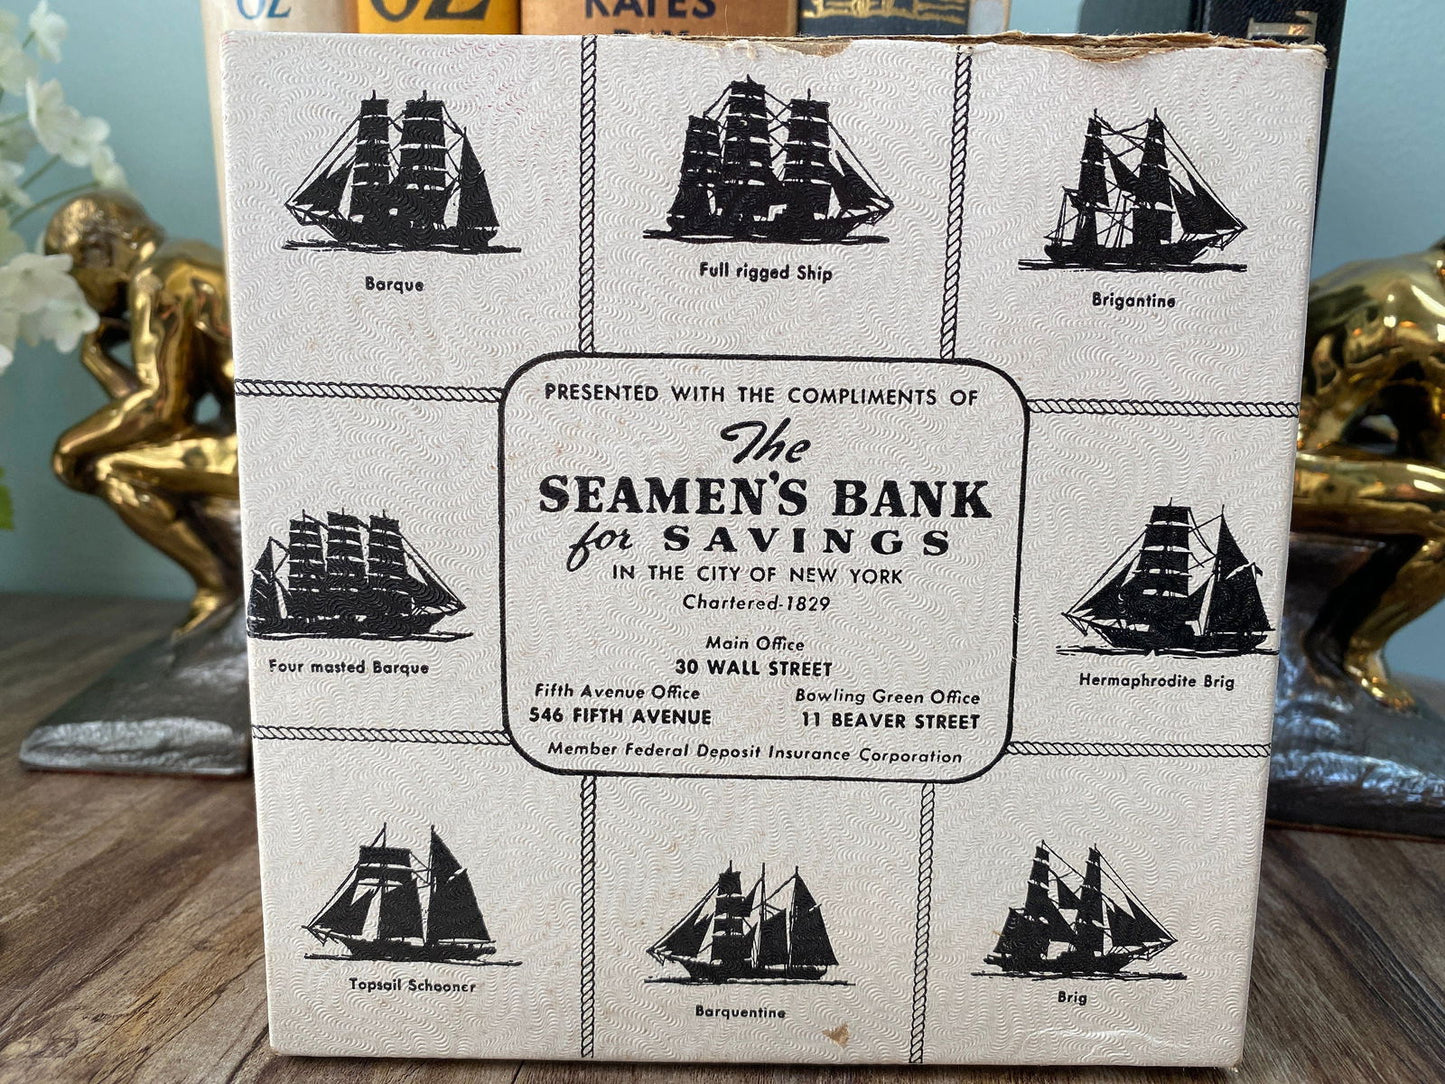 OZ
OZ
Barque
Full rigged Ship
Brigantine
PRESENTED WITH THE COMPLIMENTS OF
The
SEAMEN'S BANK
for SAVINGS
IN THE CITY OF NEW YORK
Chartered-1829
Main Office
30 WALL STREET
Fifth Avenue Office
546 FIFTH AVENUE
Bowling Green Office
11 BEAVER STREET
Member Federal Deposit Insurance Corporation
Four masted Barque
Hermaphrodite Brig
Topsail Schooner
Barquentine
Brig